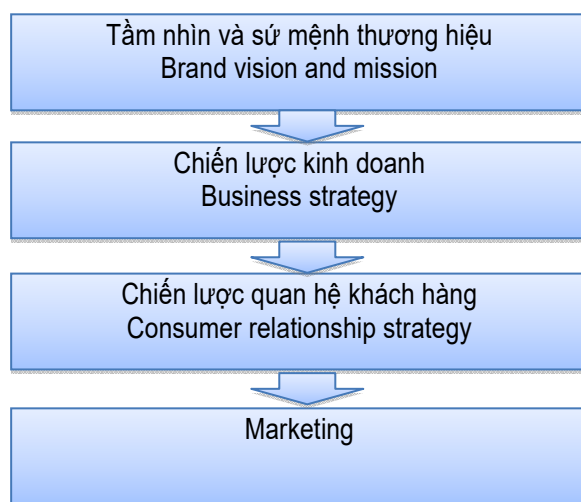 Tầm nhìn và sứ mệnh thương hiệu
Brand vision and mission
Chiến lược kinh doanh
Business strategy
Chiến lược quan hệ khách hàng
Consumer relationship strategy
Marketing